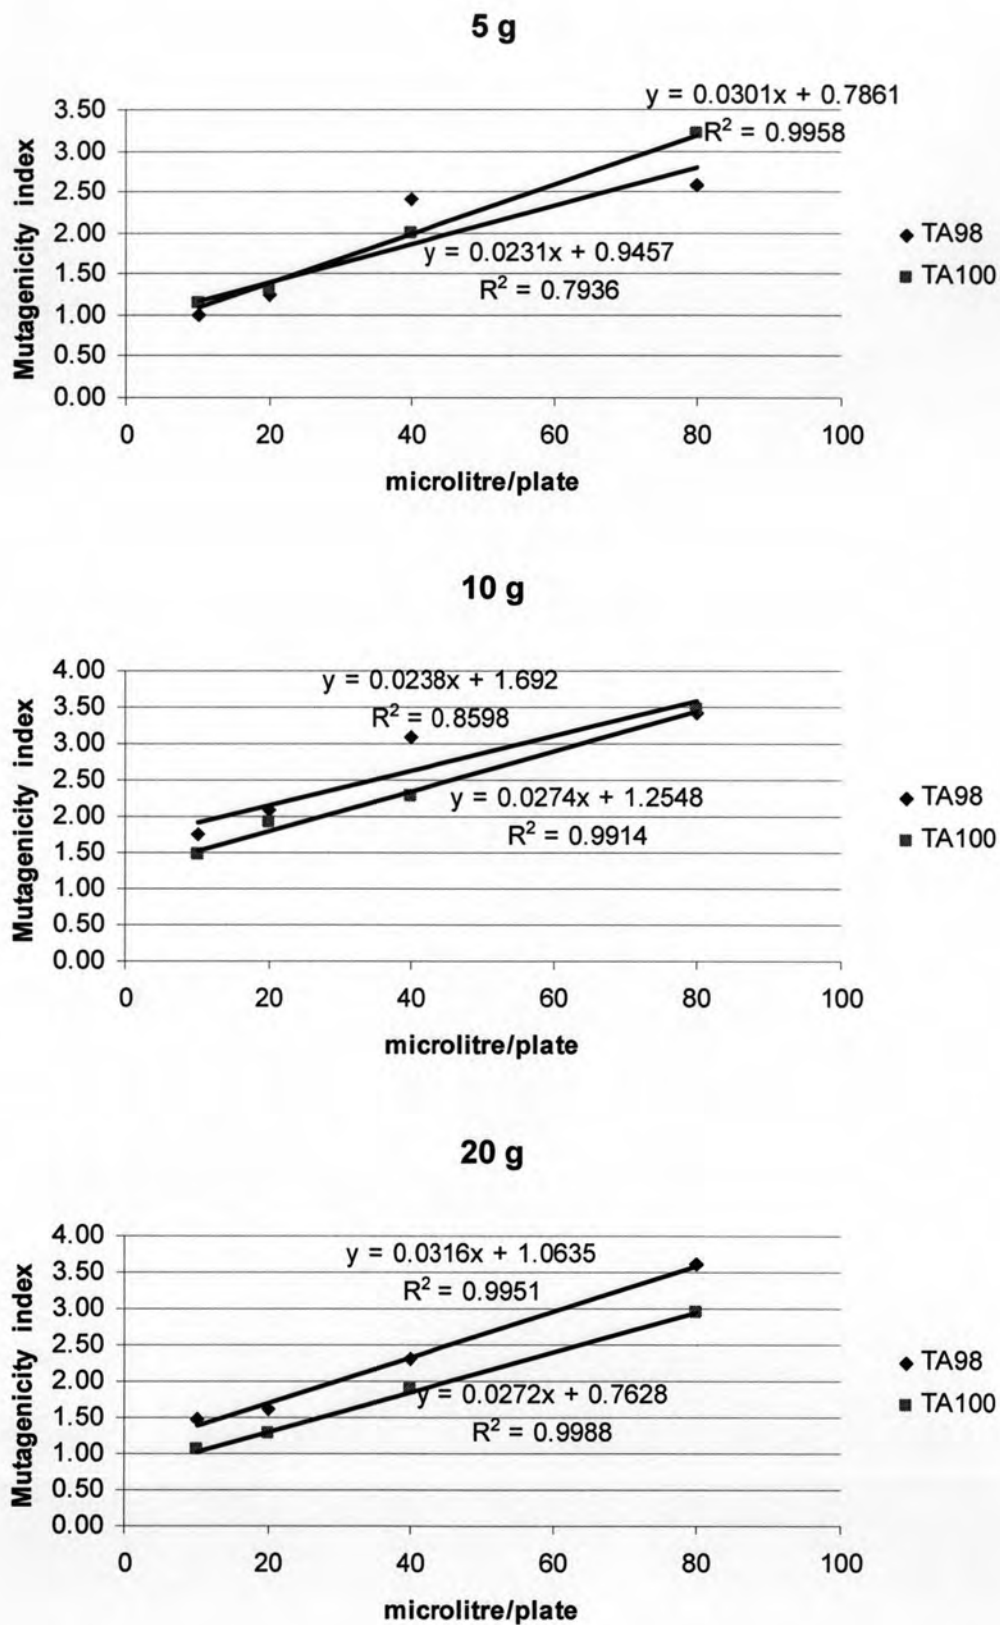 5 g
y = 0.0301x + 0.7861
R² = 0.9958
3.50
3.00
2.50
2.00
1.50
1.00
0.50
0.00
Mutagenicity index
y = 0.0231x + 0.9457
R² = 0.7936
TA98
TA100
0 20 40 60 80 100
microlitre/plate
10 g
4.00
3.50
3.00
2.50
2.00
1.50
1.00
0.50
0.00
Mutagenicity index
y = 0.0238x + 1.692
R² = 0.8598
y = 0.0274x + 1.2548
R² = 0.9914
TA98
TA100
0 20 40 60 80 100
microlitre/plate
20 g
4.00
3.50
3.00
2.50
2.00
1.50
1.00
0.50
0.00
Mutagenicity index
y = 0.0316x + 1.0635
R² = 0.9951
y = 0.0272x + 0.7628
R² = 0.9988
TA98
TA100
0 20 40 60 80 100
microlitre/plate